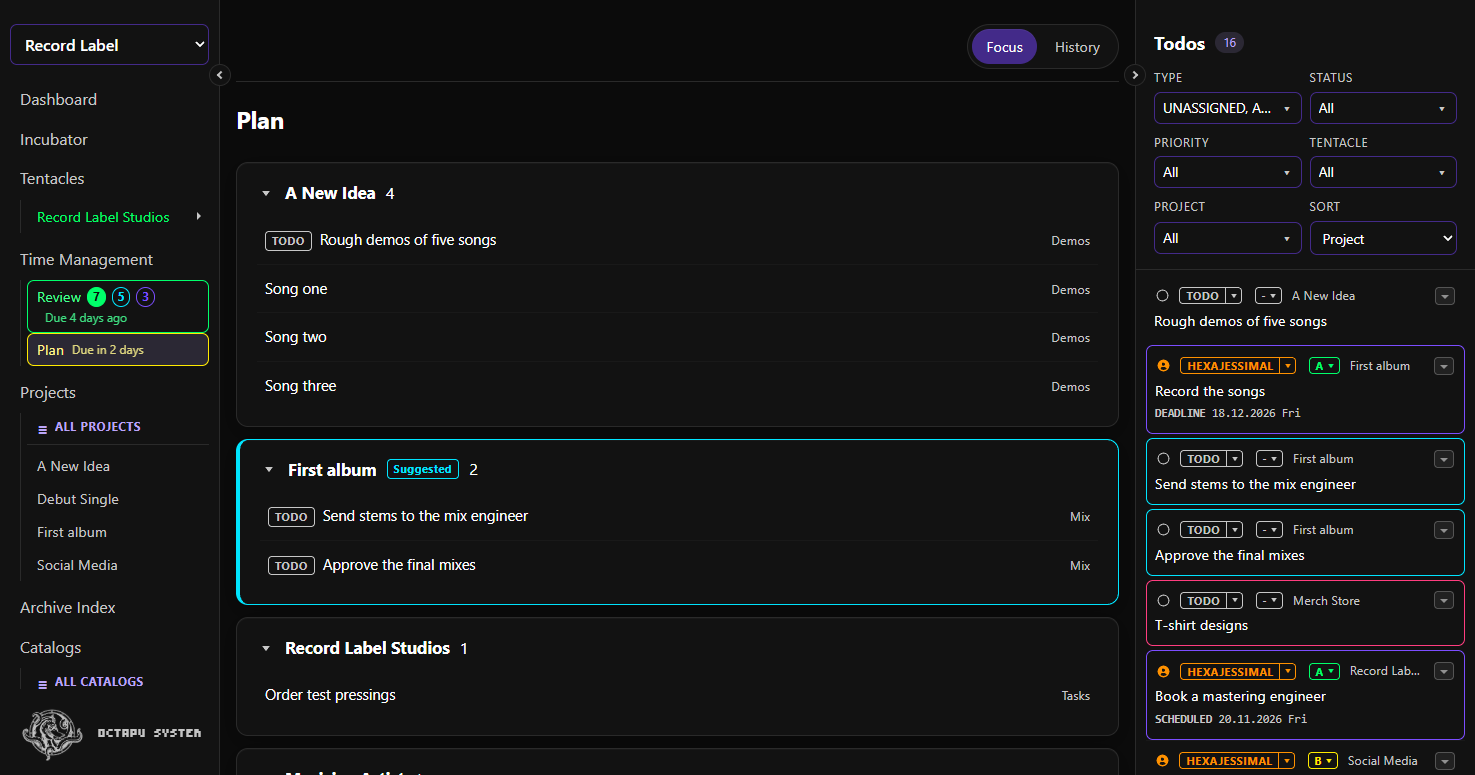 Record Label
Dashboard
Incubator
Tentacles
Record Label Studios
Time Management
Review 7 5 3
Due 4 days ago
Plan Due in 2 days
Projects
ALL PROJECTS
A New Idea
Debut Single
First album
Social Media
Archive Index
Catalogs
ALL CATALOGS
OCTAPU SYSTEM
Focus History
Plan
A New Idea 4
TODO Rough demos of five songs Demos
Song one Demos
Song two Demos
Song three Demos
First album Suggested 2
TODO Send stems to the mix engineer Mix
TODO Approve the final mixes Mix
Record Label Studios 1
Order test pressings Tasks
Todos 16
TYPE STATUS
UNASSIGNED, A... All
PRIORITY TENTACLE
All All
PROJECT SORT
All Project
TODO - A New Idea
Rough demos of five songs
HEXAJESSIMAL A First album
Record the songs
DEADLINE 18.12.2026 Fri
TODO - First album
Send stems to the mix engineer
TODO - First album
Approve the final mixes
TODO - Merch Store
T-shirt designs
HEXAJESSIMAL A Record Lab...
Book a mastering engineer
SCHEDULED 20.11.2026 Fri
HEXAJESSIMAL B Social Media